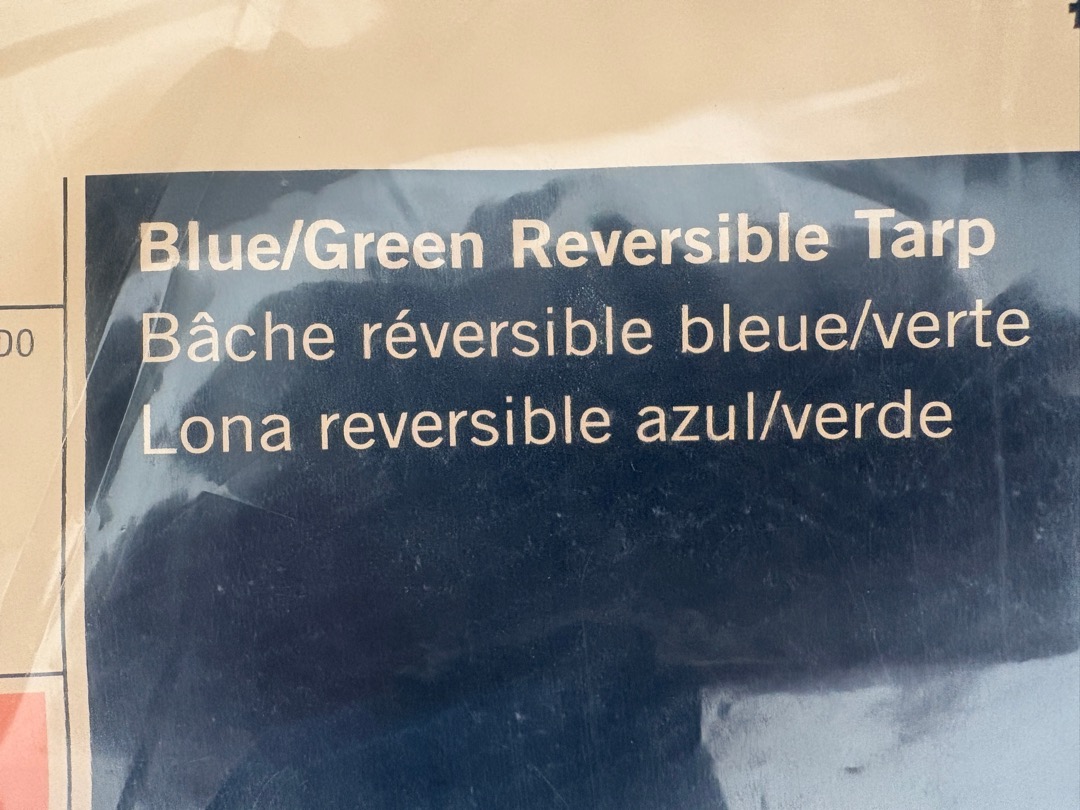 Blue/Green Reversible Tarp
Bâche réversible bleue/verte
Lona reversible azul/verde